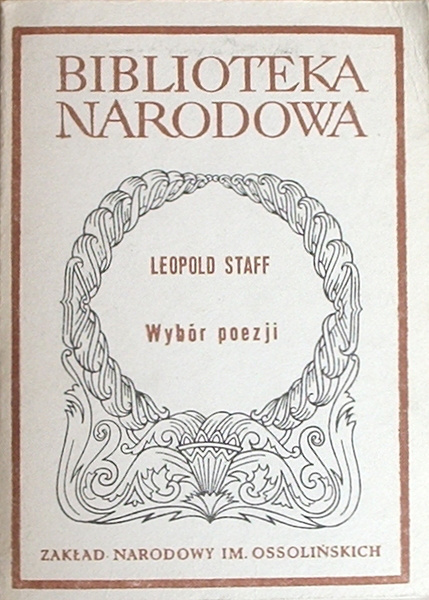 BIBLIOTEKA
NARODOWA
LEOPOLD STAFF
Wybór poezji
ZAKŁAD NARODOWY IM. OSSOLIŃSKICH